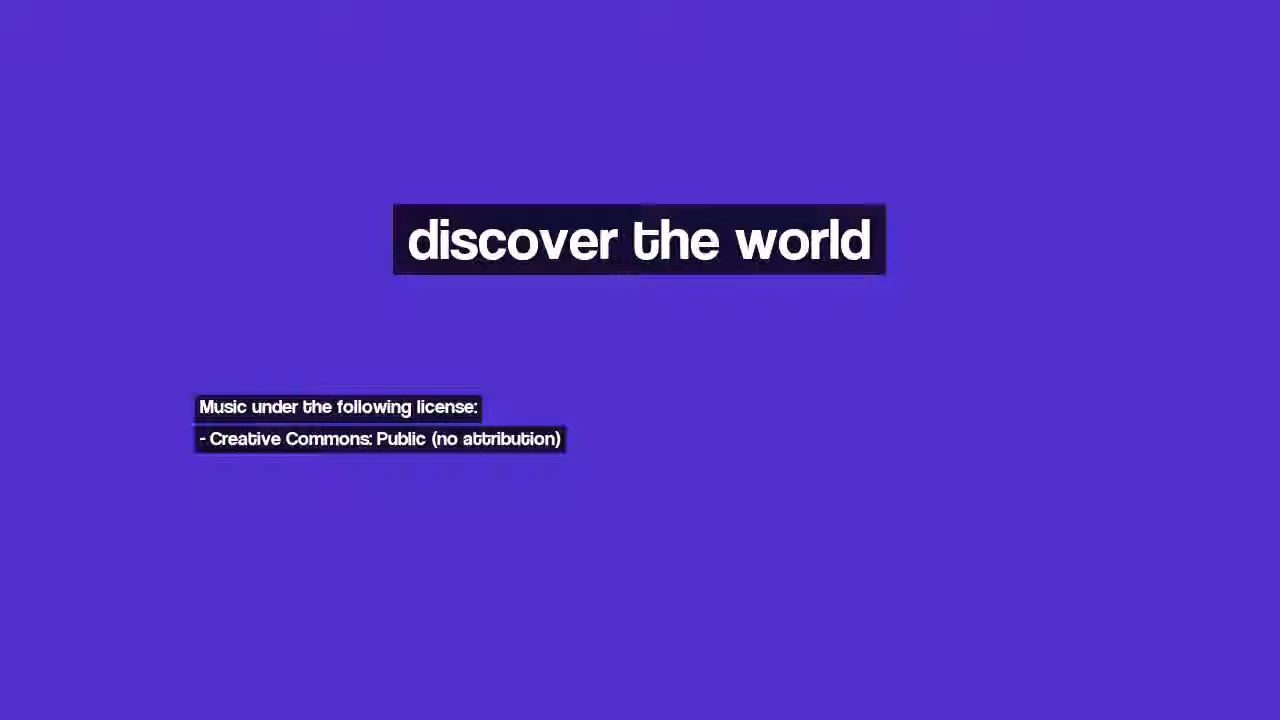 discover the world
Music under the following license:
- Creative Commons: Public (no attribution)